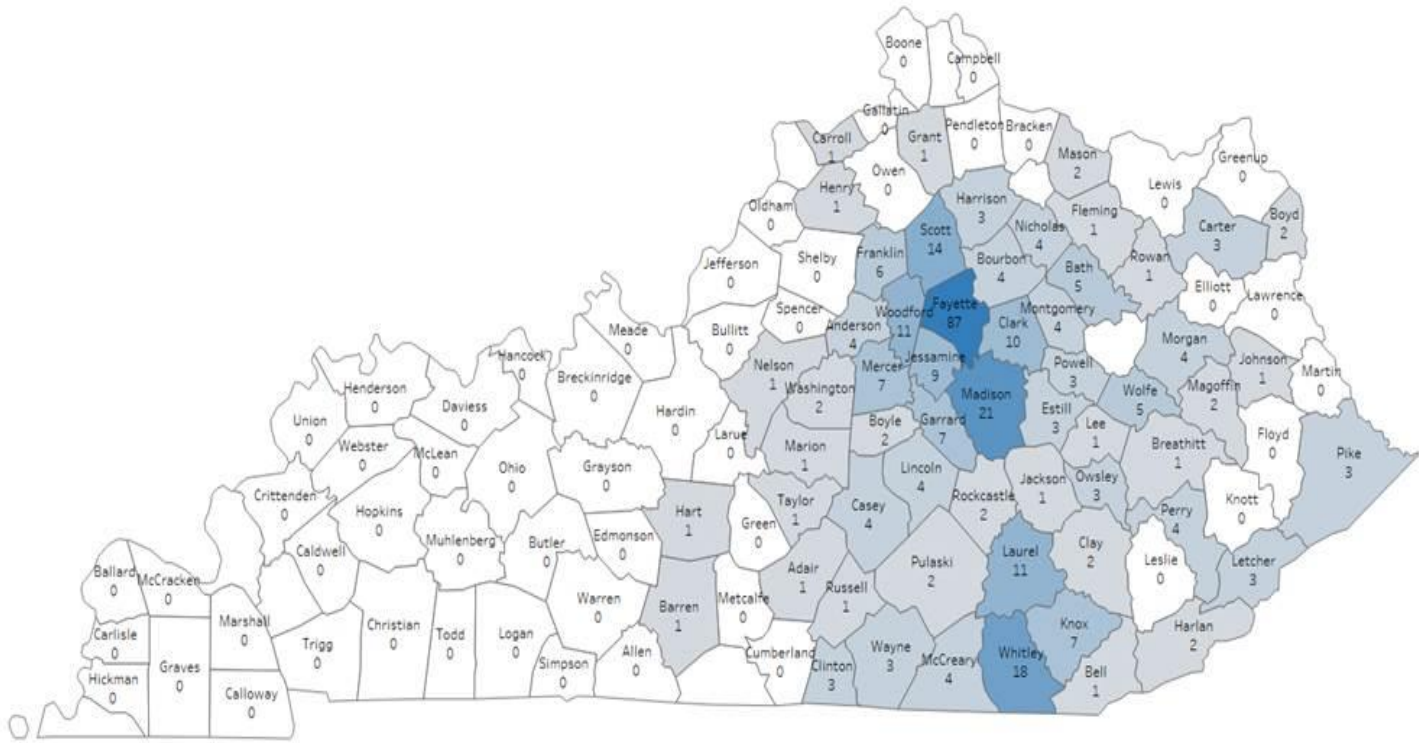 Boone
0
Campbell
0
Gallatin
0
Carroll
1
Grant
1
Pendleton
0
Bracken
0
Mason
2
Greenup
0
Lewis
0
Owen
0
Henry
1
Oldham
0
Harrison
3
Fleming
1
Boyd
2
Carter
3
Nicholas
4
Scott
14
Franklin
6
Shelby
0
Jefferson
0
Bourbon
4
Rowan
1
Bath
5
Elliott
0
Lawrence
0
Fayette
87
Woodford
11
Anderson
4
Spencer
0
Bullitt
0
Meade
0
Hancock
0
Breckinridge
0
Clark
10
Montgomery
4
Morgan
4
Johnson
1
Martin
0
Jessamine
9
Mercer
7
Nelson
1
Washington
2
Powell
3
Wolfe
5
Magoffin
2
Henderson
0
Daviess
0
Union
0
Hardin
0
Madison
21
Estill
3
Lee
1
Garrard
7
Boyle
2
Floyd
0
Breathitt
1
Pike
3
Webster
0
McLean
0
Ohio
0
Grayson
0
Larue
0
Marion
1
Lincoln
4
Jackson
1
Owsley
3
Rockcastle
2
Knott
0
Crittenden
0
Hopkins
0
Muhlenberg
0
Butler
0
Edmonson
0
Hart
1
Green
0
Taylor
1
Casey
4
Perry
4
Caldwell
0
Laurel
11
Clay
2
Leslie
0
Letcher
3
Pulaski
2
Adair
1
Russell
1
Ballard
0
McCracken
0
Warren
0
Barren
1
Metcalfe
0
Carlisle
0
Marshall
0
Trigg
0
Christian
0
Todd
0
Logan
0
Knox
7
Harlan
2
Wayne
3
McCreary
4
Whitley
18
Bell
1
Hickman
0
Graves
0
Calloway
0
Simpson
0
Allen
0
Cumberland
0
Clinton
3